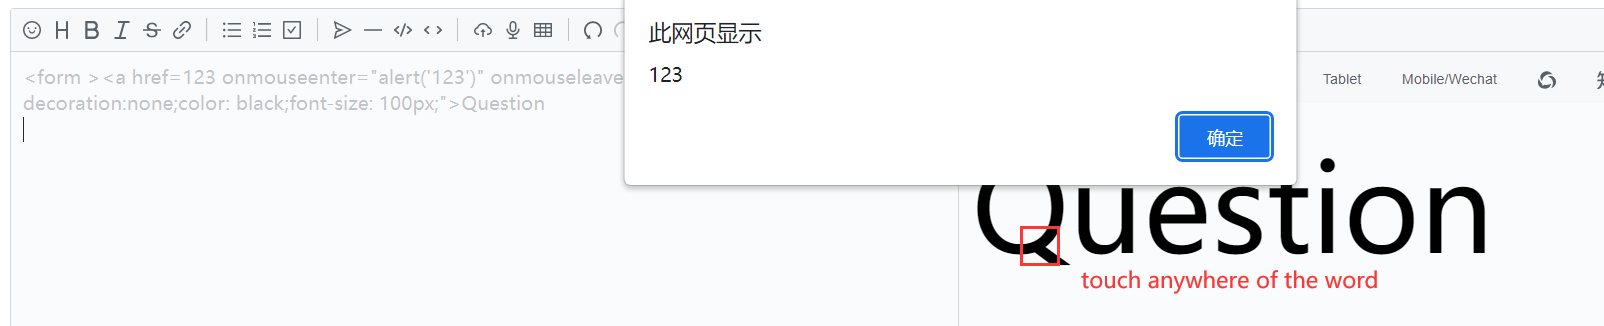 此网页显示
123
确定
<form ><a href=123 onmouseenter="alert('123')" onmouseleave
decoration:none;color: black;font-size: 100px;">Question
Tablet
Mobile/Wechat
Question
touch anywhere of the word